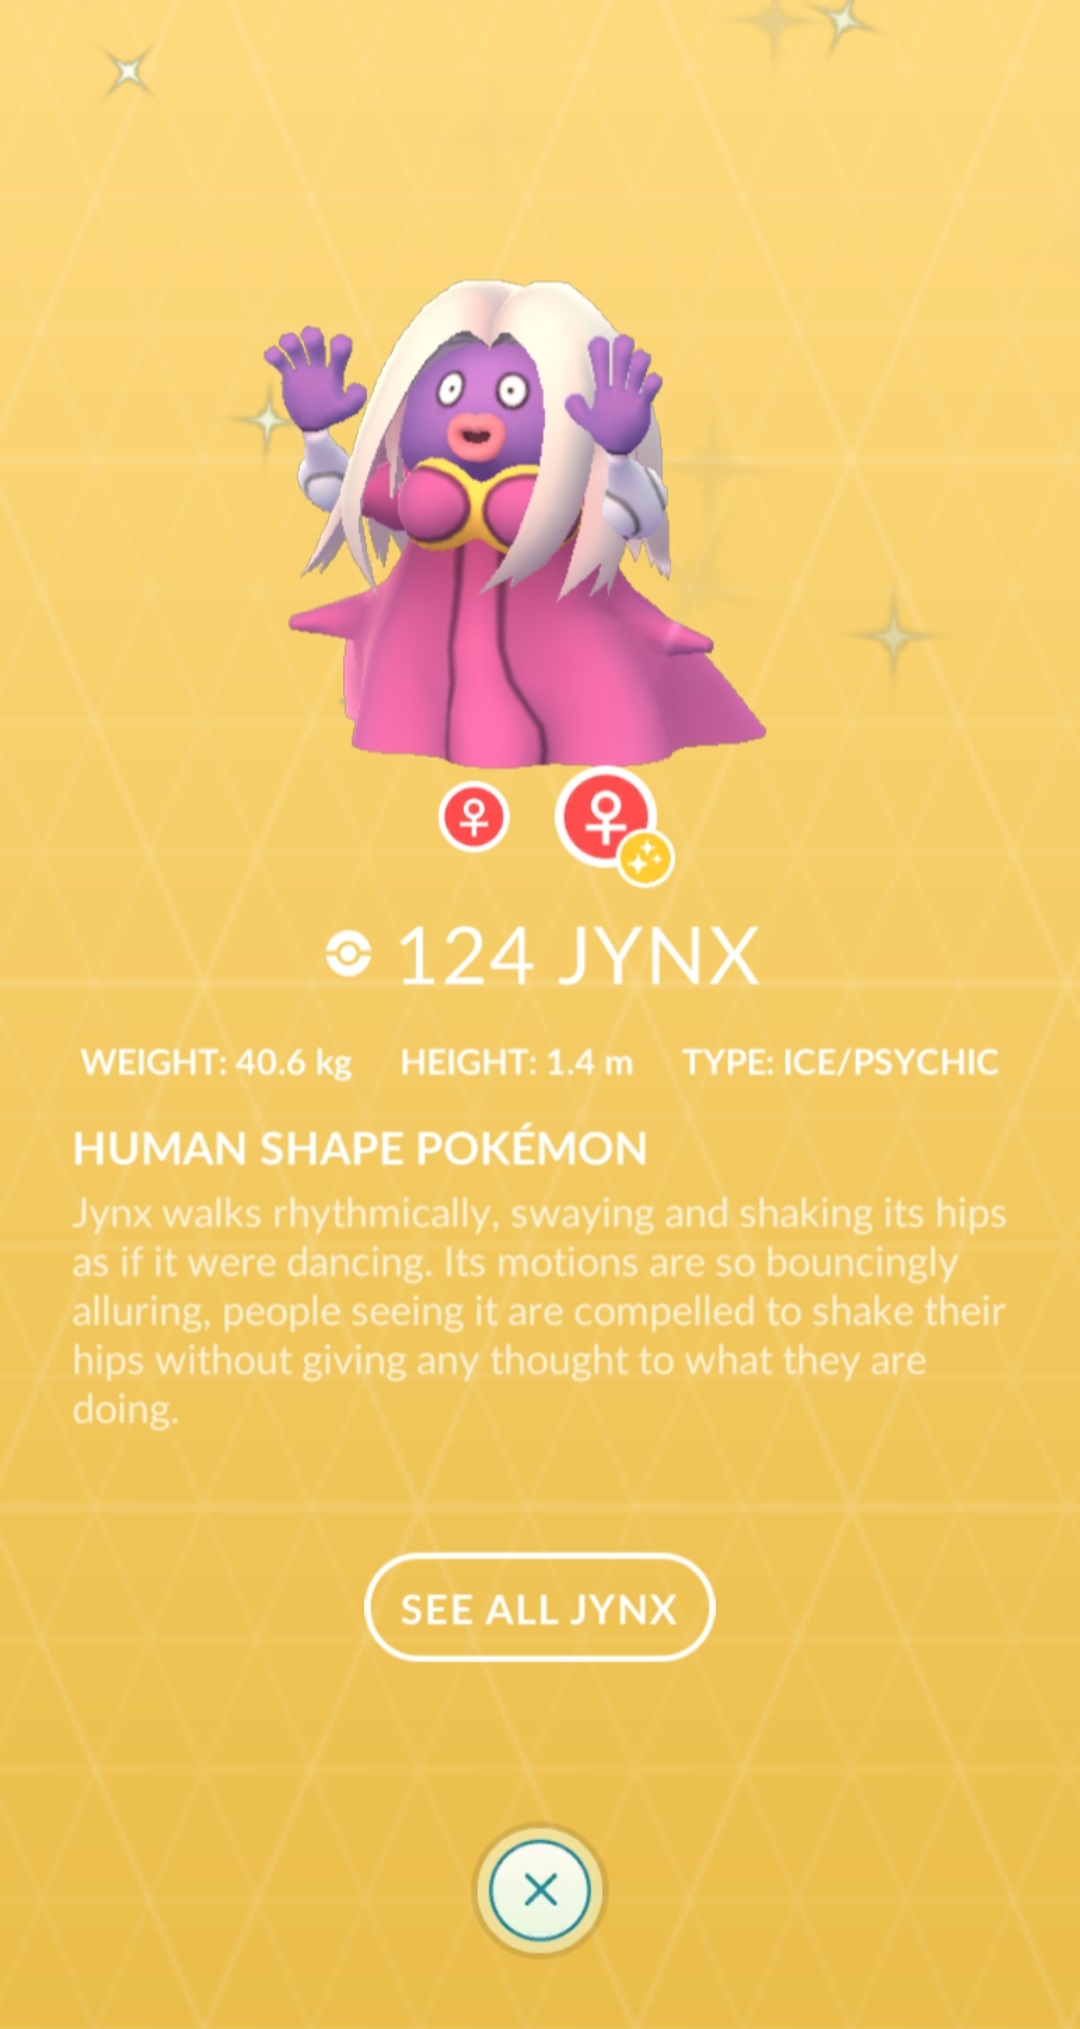 124 JYNX
WEIGHT: 40.6 kg HEIGHT: 1.4 m TYPE: ICE/PSYCHIC
HUMAN SHAPE POKÉMON
Jynx walks rhythmically, swaying and shaking its hips
as if it were dancing. Its motions are so bouncingly
alluring, people seeing it are compelled to shake their
hips without giving any thought to what they are
doing.
SEE ALL JYNX